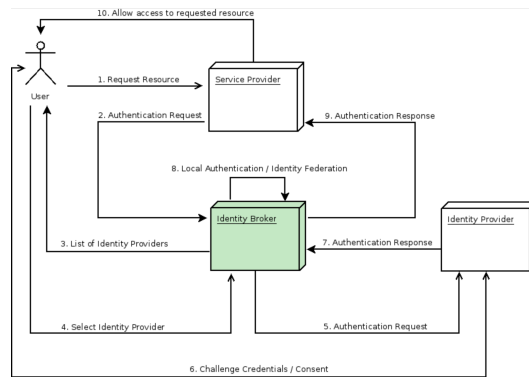 10. Allow access to requested resource
1. Request Resource
Service Provider
User
2. Authentication Request
9. Authentication Response
8. Local Authentication / Identity Federation
Identity Broker
Identity Provider
3. List of Identity Providers
7. Authentication Response
4. Select Identity Provider
5. Authentication Request
6. Challenge Credentials / Consent